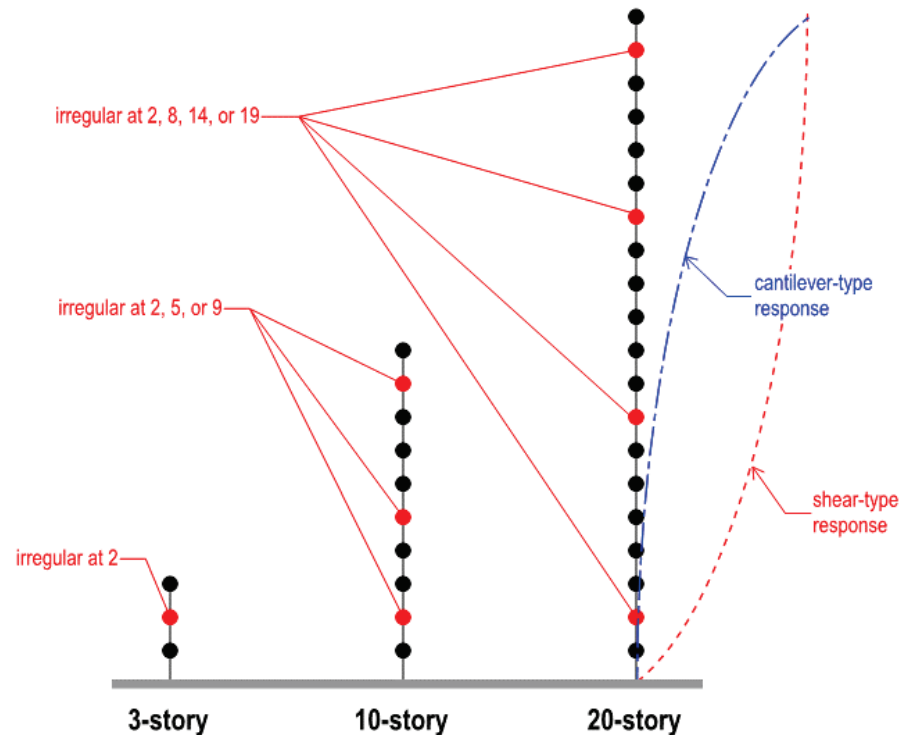 irregular at 2, 8, 14, or 19
cantilever-type
response
irregular at 2, 5, or 9
shear-type
response
irregular at 2
3-story
10-story
20-story